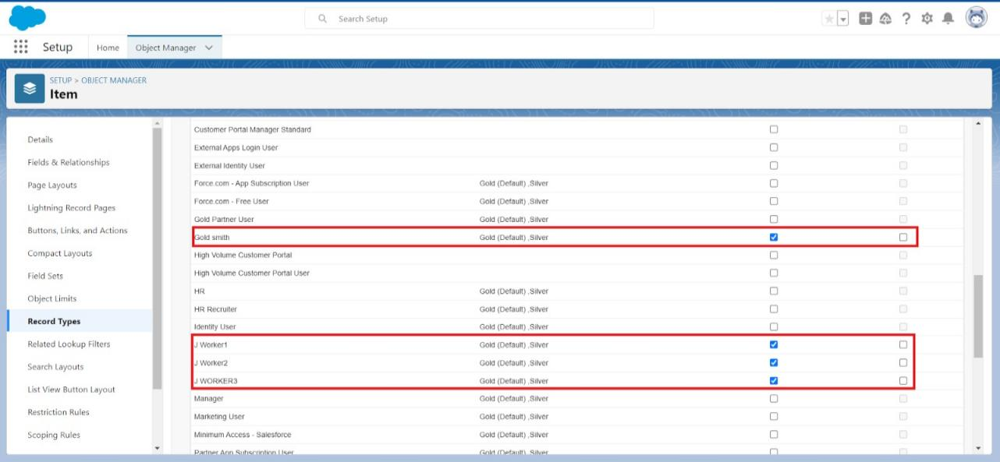 Search Setup
Setup
Home
Object Manager
SETUP > OBJECT MANAGER
Item
Details
Fields & Relationships
Page Layouts
Lightning Record Pages
Buttons, Links, and Actions
Compact Layouts
Field Sets
Object Limits
Record Types
Related Lookup Filters
Search Layouts
List View Button Layout
Restriction Rules
Scoping Rules
Customer Portal Manager Standard
External Apps Login User
External Identity User
Force.com - App Subscription User Gold (Default) ,Silver
Force.com - Free User Gold (Default) ,Silver
Gold Partner User Gold (Default) ,Silver
Gold smith Gold (Default) ,Silver
High Volume Customer Portal
High Volume Customer Portal User
HR Gold (Default) ,Silver
HR Recruiter Gold (Default) ,Silver
Identity User Gold (Default) ,Silver
J Worker1 Gold (Default) ,Silver
J Worker2 Gold (Default) ,Silver
J WORKER3 Gold (Default) ,Silver
Manager Gold (Default) ,Silver
Marketing User Gold (Default) ,Silver
Minimum Access - Salesforce Gold (Default) ,Silver
Partner App Subscription User Gold (Default) ,Silver